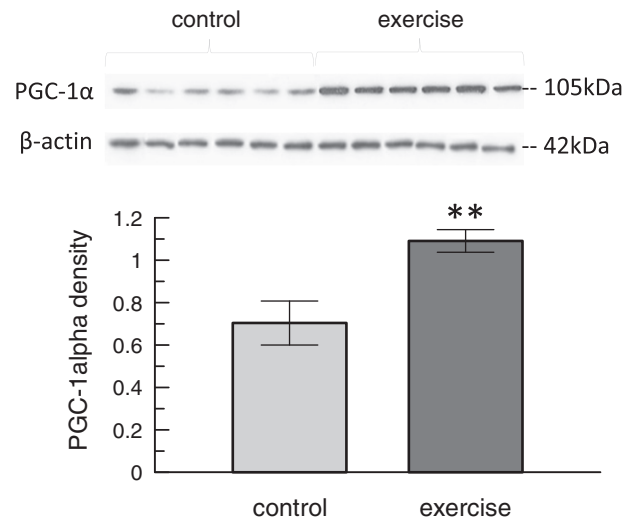 control exercise
PGC-1α -- 105kDa
β-actin -- 42kDa
**
1.2
1
0.8
0.6
0.4
0.2
0
PGC-1alpha density
control exercise